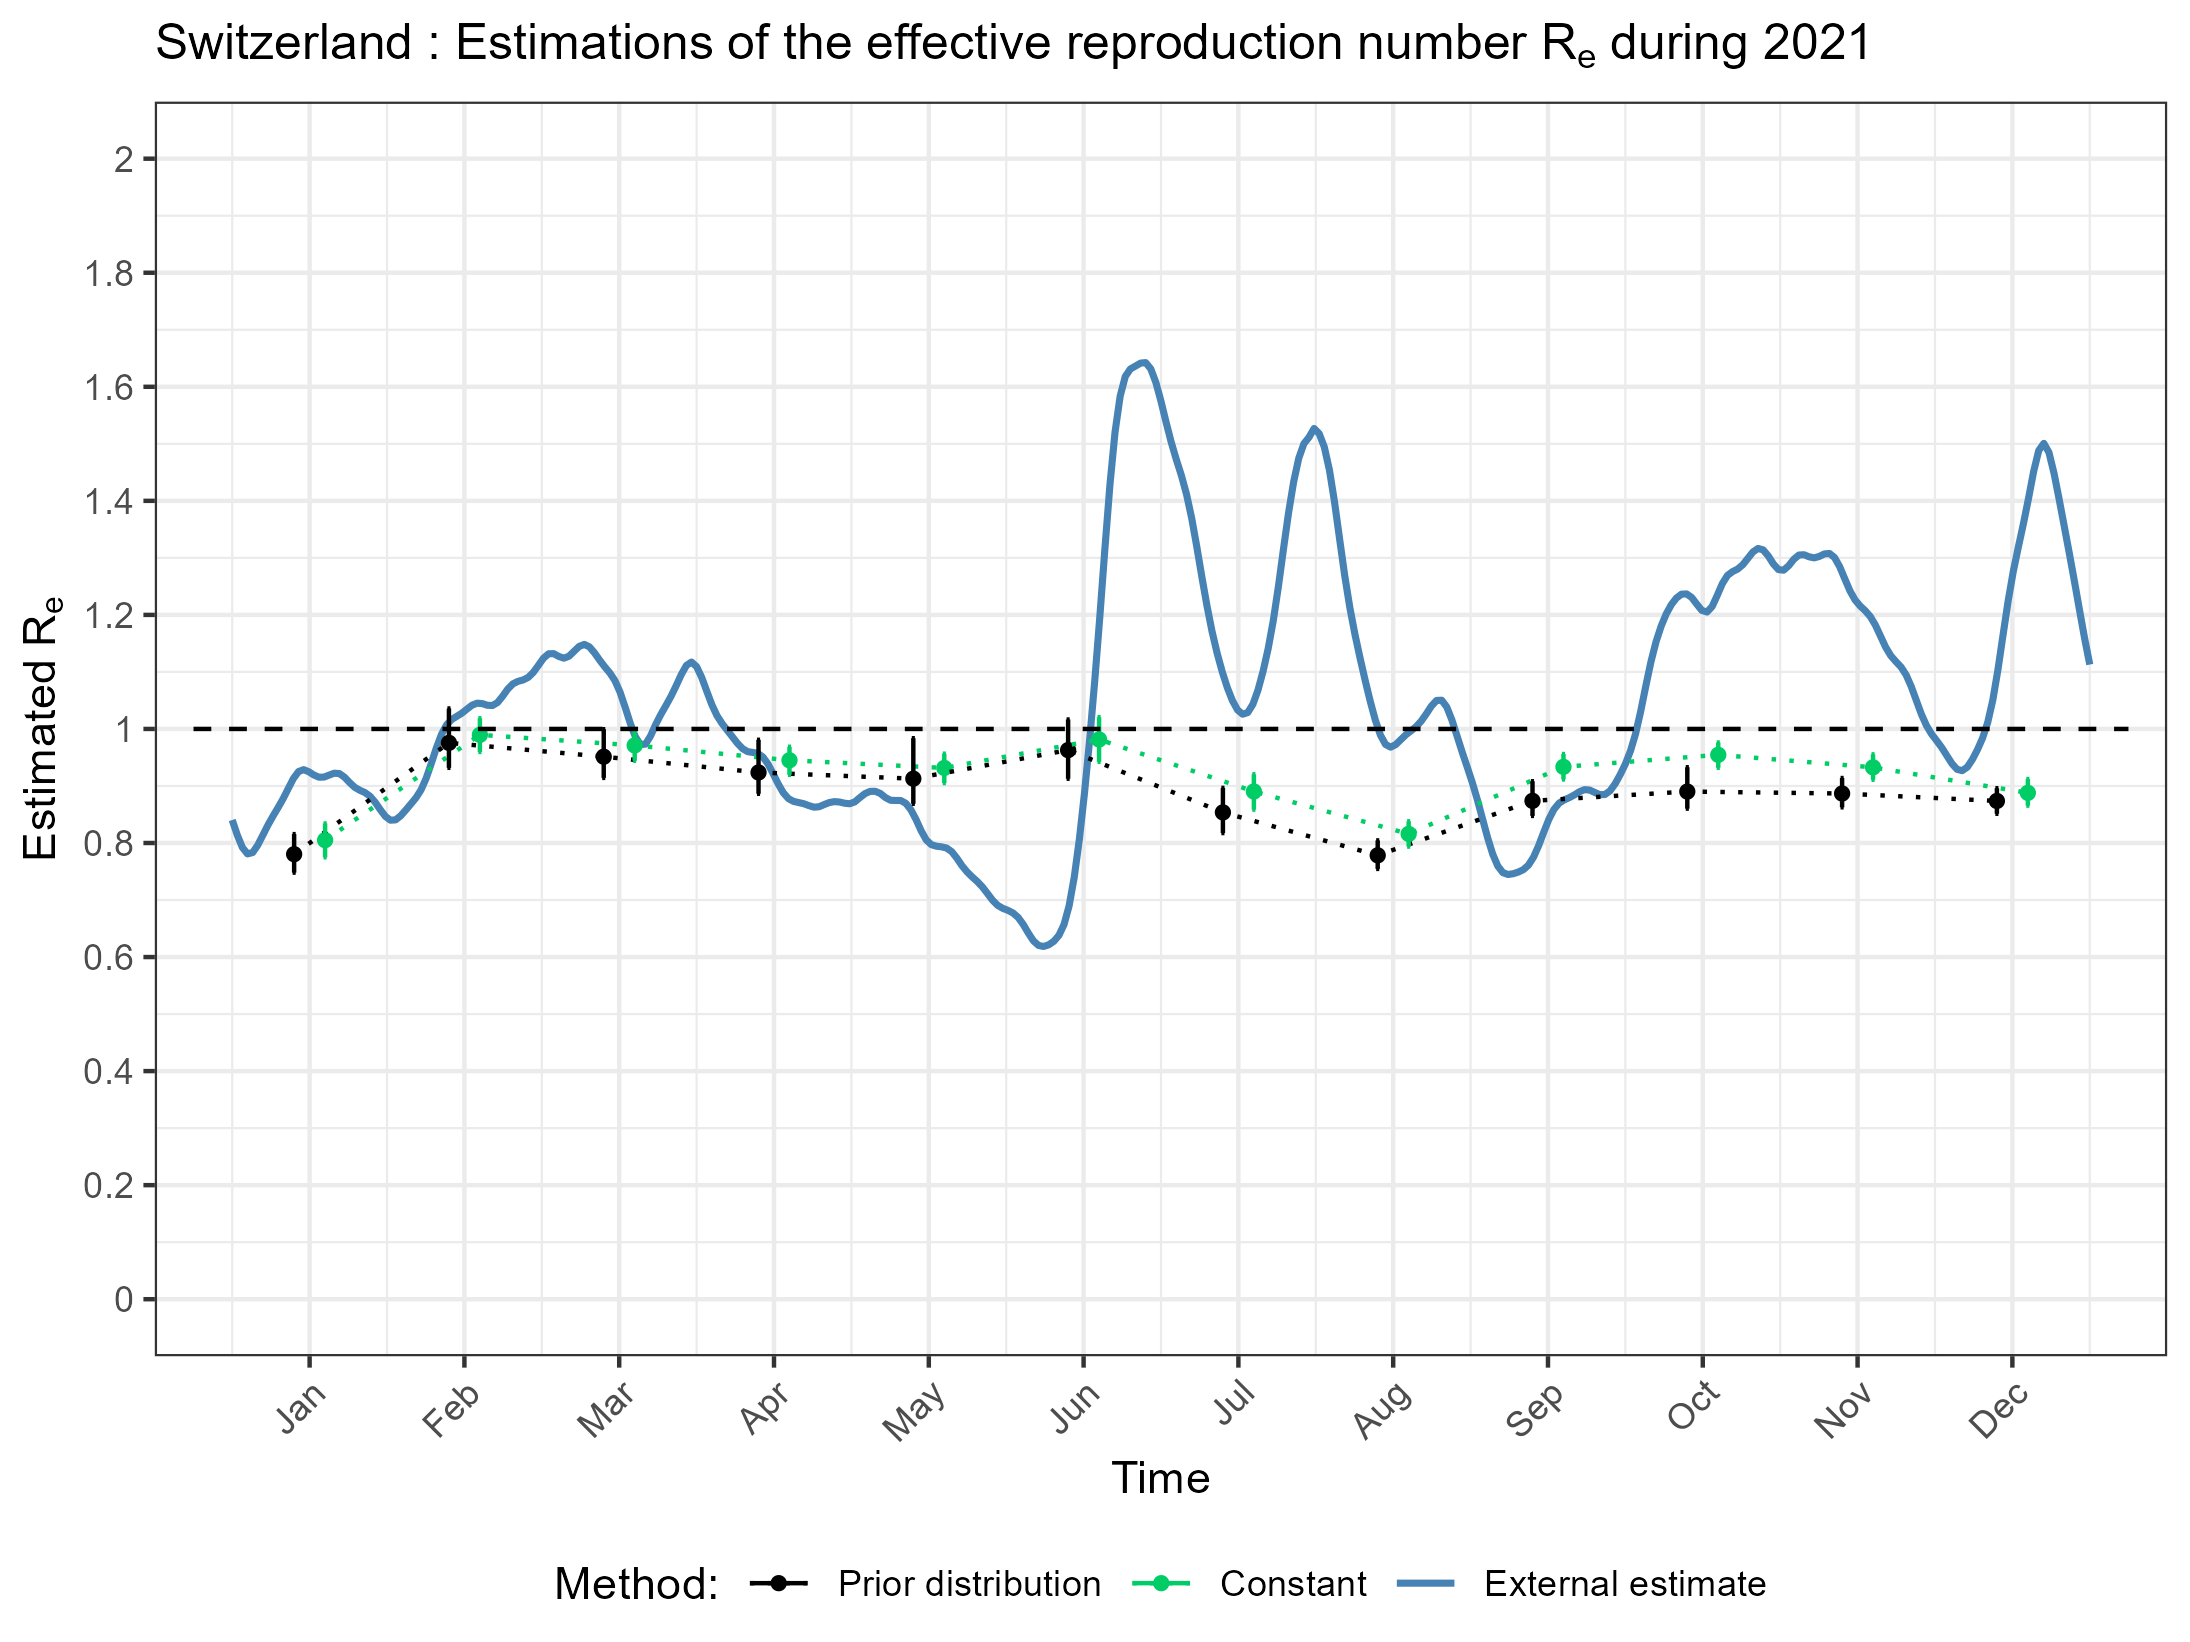 Switzerland : Estimations of the effective reproduction number Re during 2021
Estimated Re
2
1.8
1.6
1.4
1.2
1
0.8
0.6
0.4
0.2
0
Jan Feb Mar Apr May Jun Jul Aug Sep Oct Nov Dec
Time
Method: Prior distribution Constant External estimate